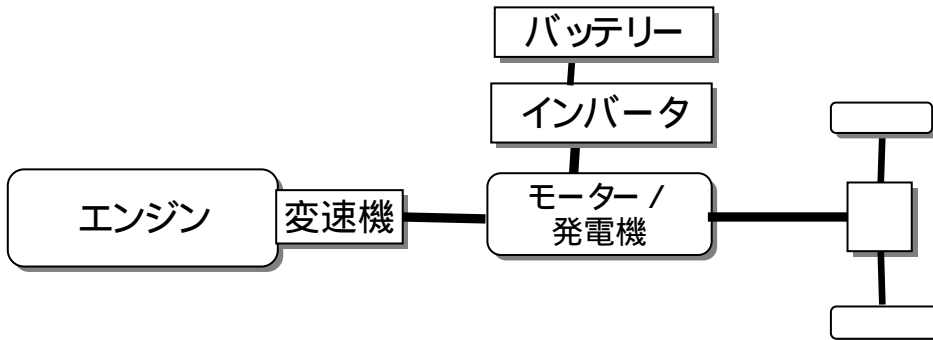 バッテリー
インバータ
エンジン
変速機
モーター /
発電機